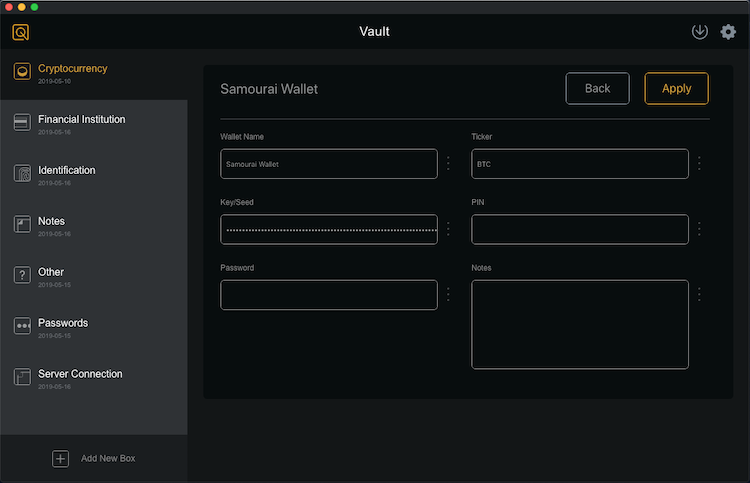 Vault
Cryptocurrency
2019-05-10
Financial Institution
2019-05-16
Identification
2019-05-16
Notes
2019-05-16
Other
2019-05-15
Passwords
2019-05-15
Server Connection
2019-05-16
Add New Box
Samourai Wallet
Back
Apply
Wallet Name
Ticker
Samourai Wallet
BTC
Key/Seed
PIN
Password
Notes